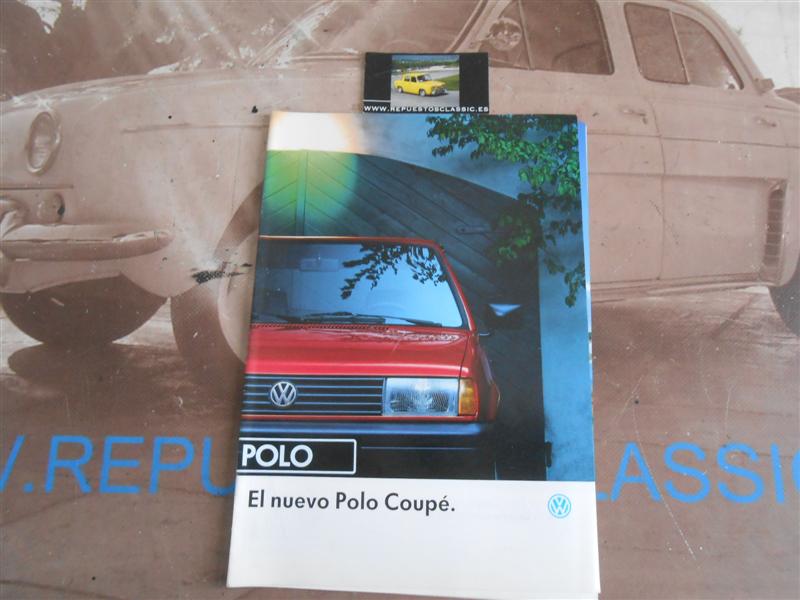 WWW.REPUESTOSCLASSIC.ES
POLO
El nuevo Polo Coupé.
.REPU
LASSIC